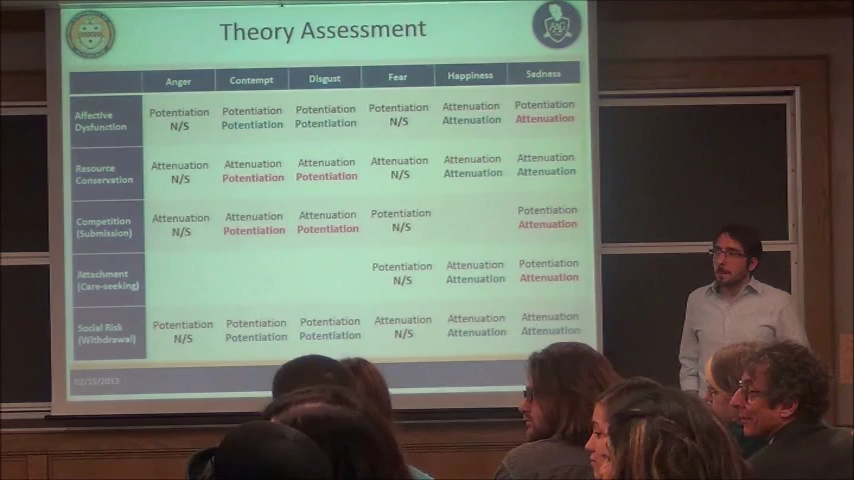 Theory Assessment
Anger Contempt Disgust Fear Happiness Sadness
Affective Dysfunction
Potentiation Potentiation Potentiation Potentiation Attenuation Potentiation
N/S Potentiation Potentiation N/S Attenuation Attenuation
Resource Conservation
Attenuation Attenuation Attenuation Attenuation Attenuation Attenuation
N/S Potentiation Potentiation N/S Attenuation Attenuation
Competition (Submission)
Attenuation Attenuation Attenuation Potentiation Potentiation
N/S Potentiation Potentiation N/S Attenuation
Attachment (Care-seeking)
Potentiation Attenuation Potentiation
N/S Attenuation Attenuation
Social Risk (Withdrawal)
Potentiation Potentiation Potentiation Attenuation Attenuation Attenuation
N/S Potentiation Potentiation N/S Attenuation Attenuation
02/15/2013